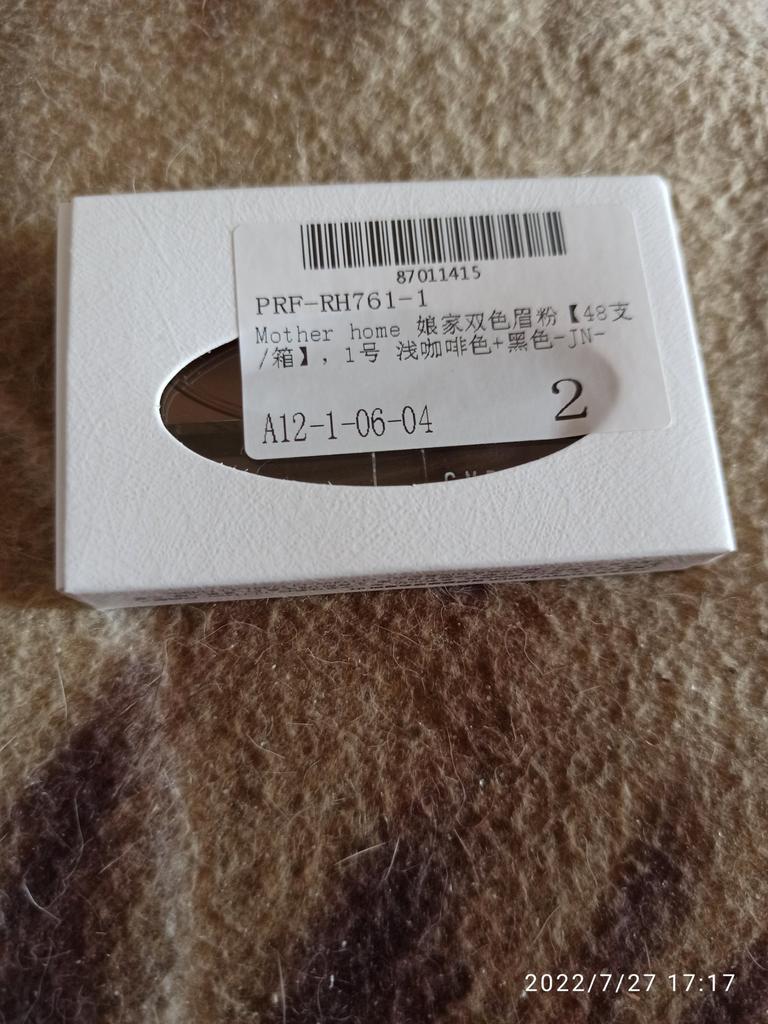 87011415
PRF-RH761-1
Mother home 娘家双色眉粉【48支
/箱】, 1号 浅咖啡色+黑色-JN-
A12-1-06-04
2
2022/7/27 17:17